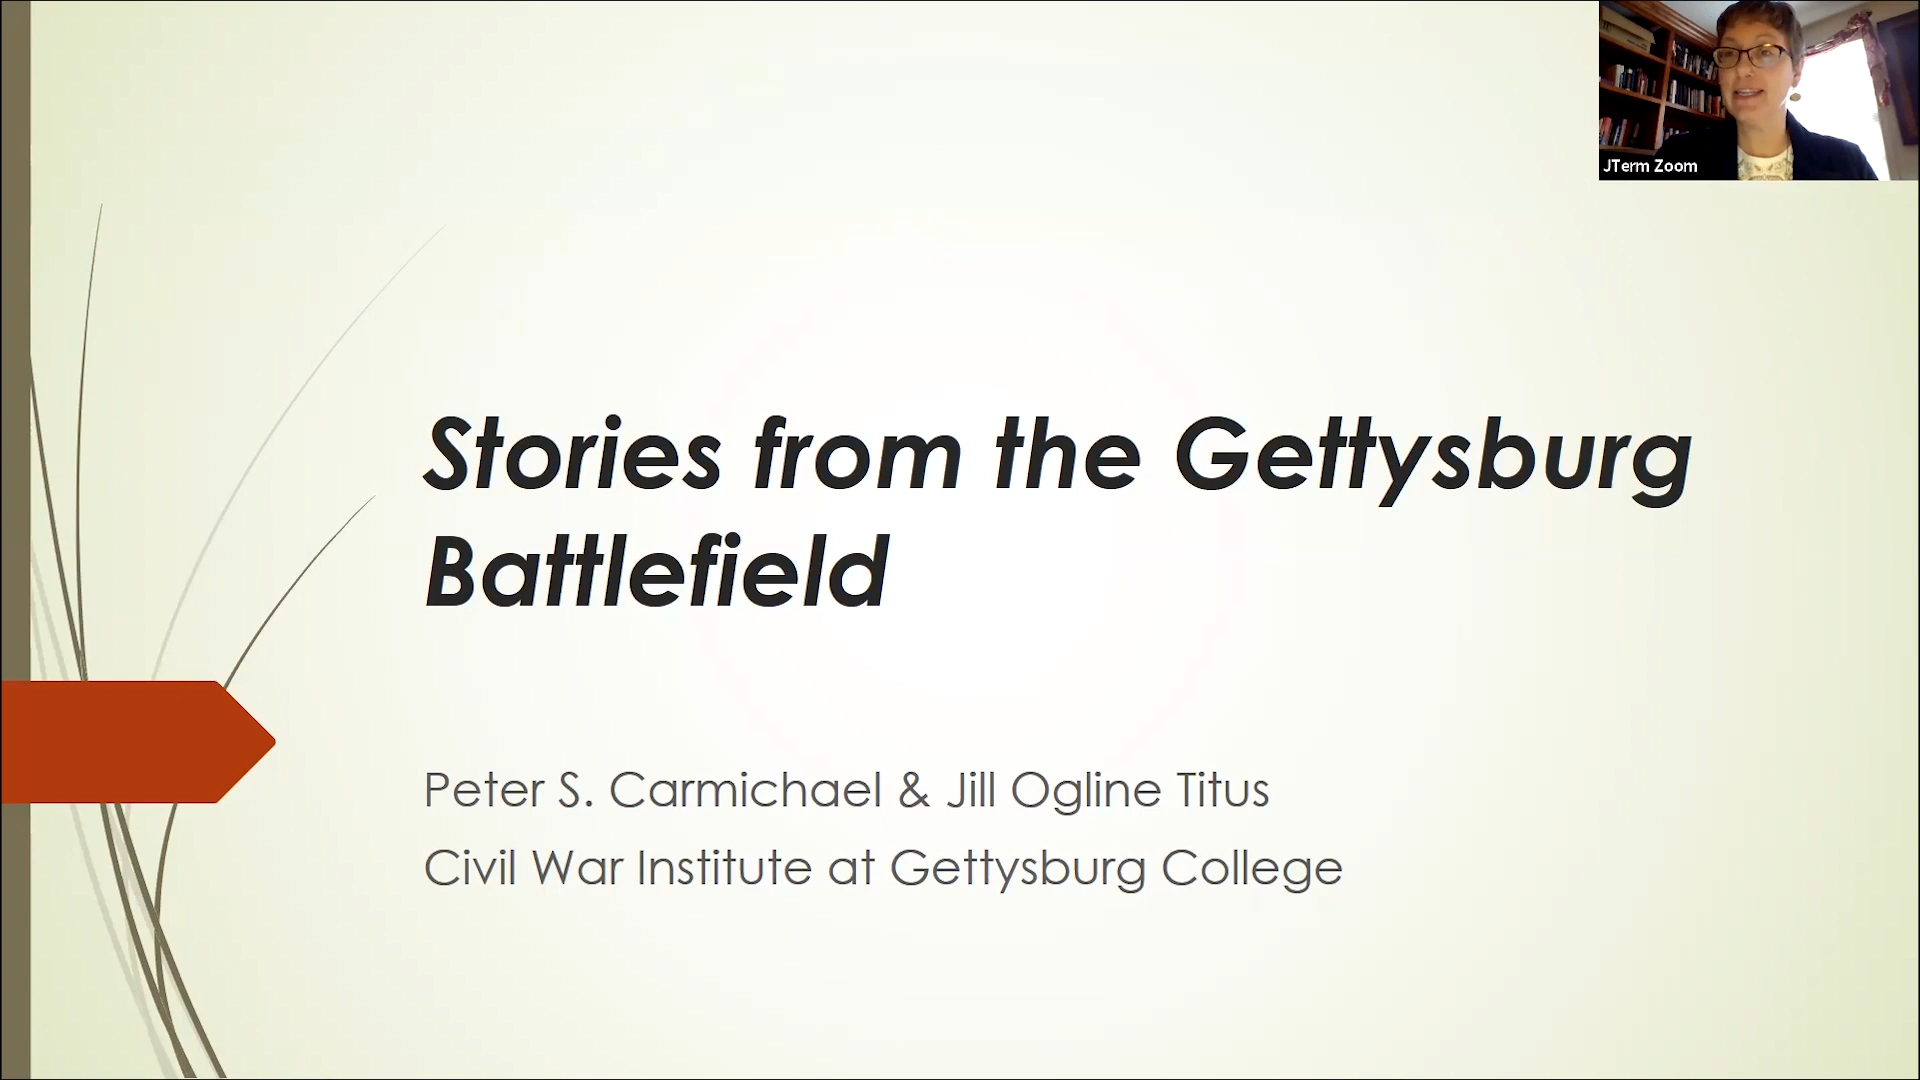 JTerm Zoom
Stories from the Gettysburg
Battlefield
Peter S. Carmichael & Jill Ogline Titus
Civil War Institute at Gettysburg College